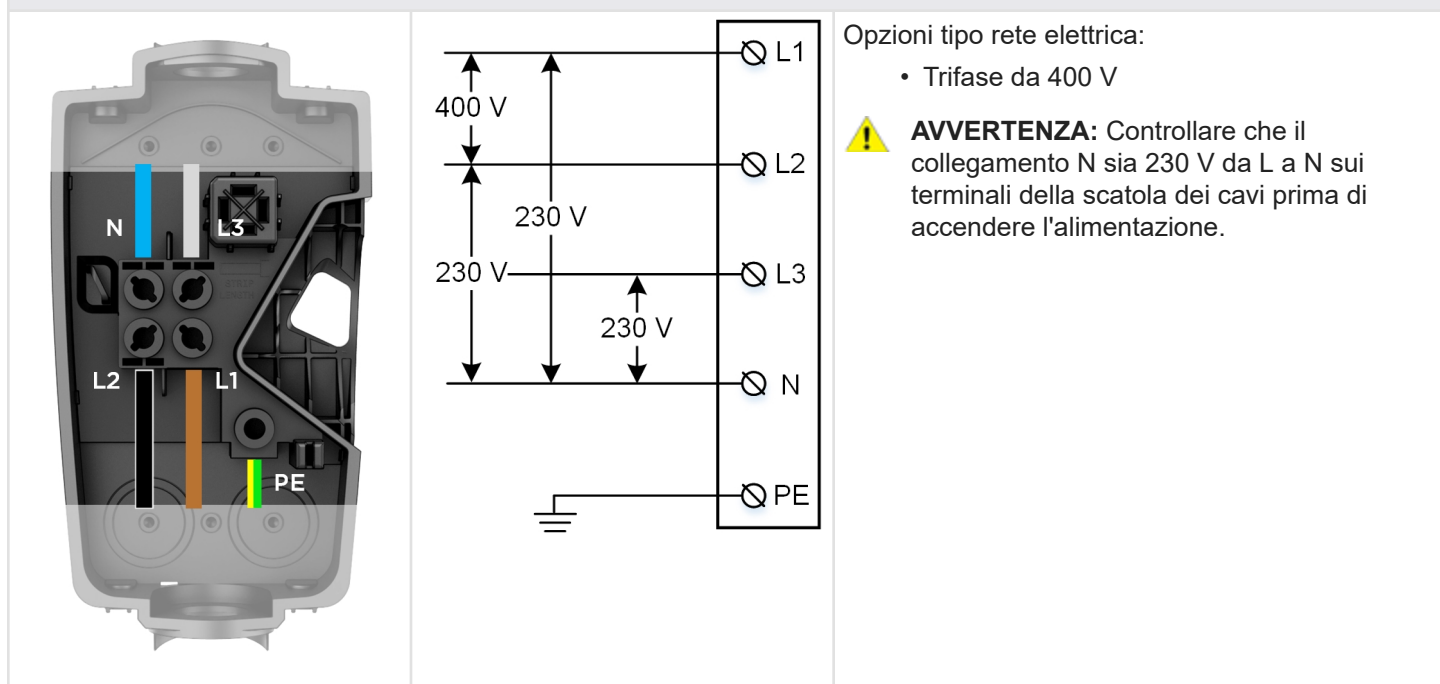 N
L3
L2
L1
PE
400 V
230 V
230 V
230 V
L1
L2
L3
N
PE
Opzioni tipo rete elettrica:
• Trifase da 400 V
AVVERTENZA: Controllare che il
collegamento N sia 230 V da L a N sui
terminali della scatola dei cavi prima di
accendere l'alimentazione.